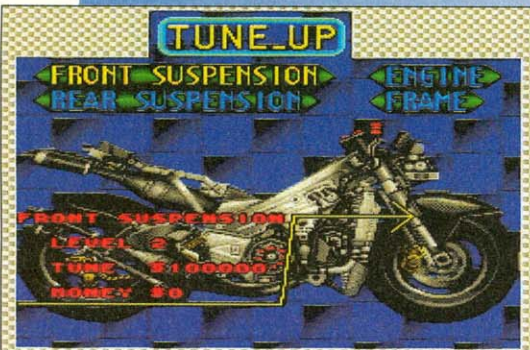 TUNE_UP
FRONT SUSPENSION
ENGINE
REAR SUSPENSION
FRAME
FRONT SUSPENSION
LEVEL 2
TUNE $100000
MONEY $0